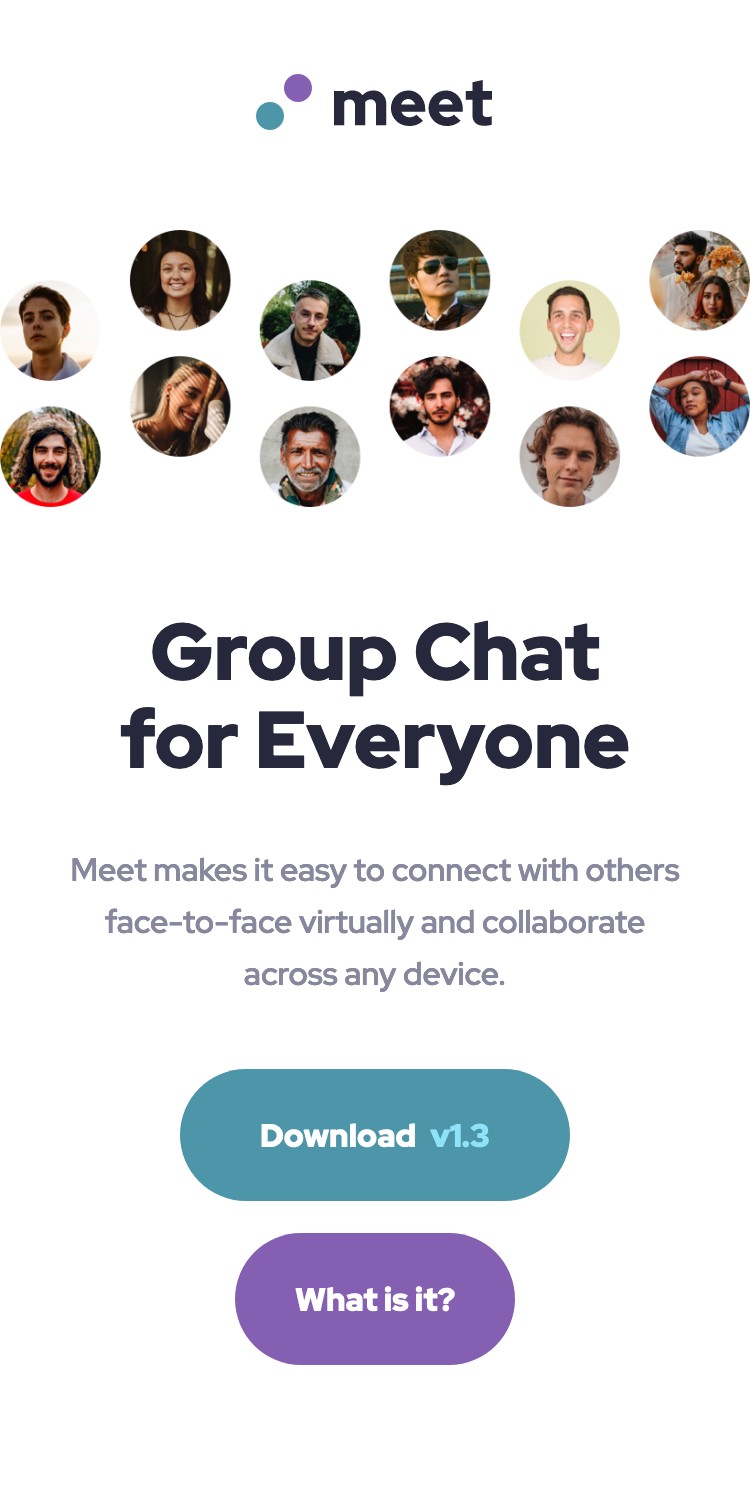 meet
Group Chat
for Everyone
Meet makes it easy to connect with others
face-to-face virtually and collaborate
across any device.
Download v1.3
What is it?